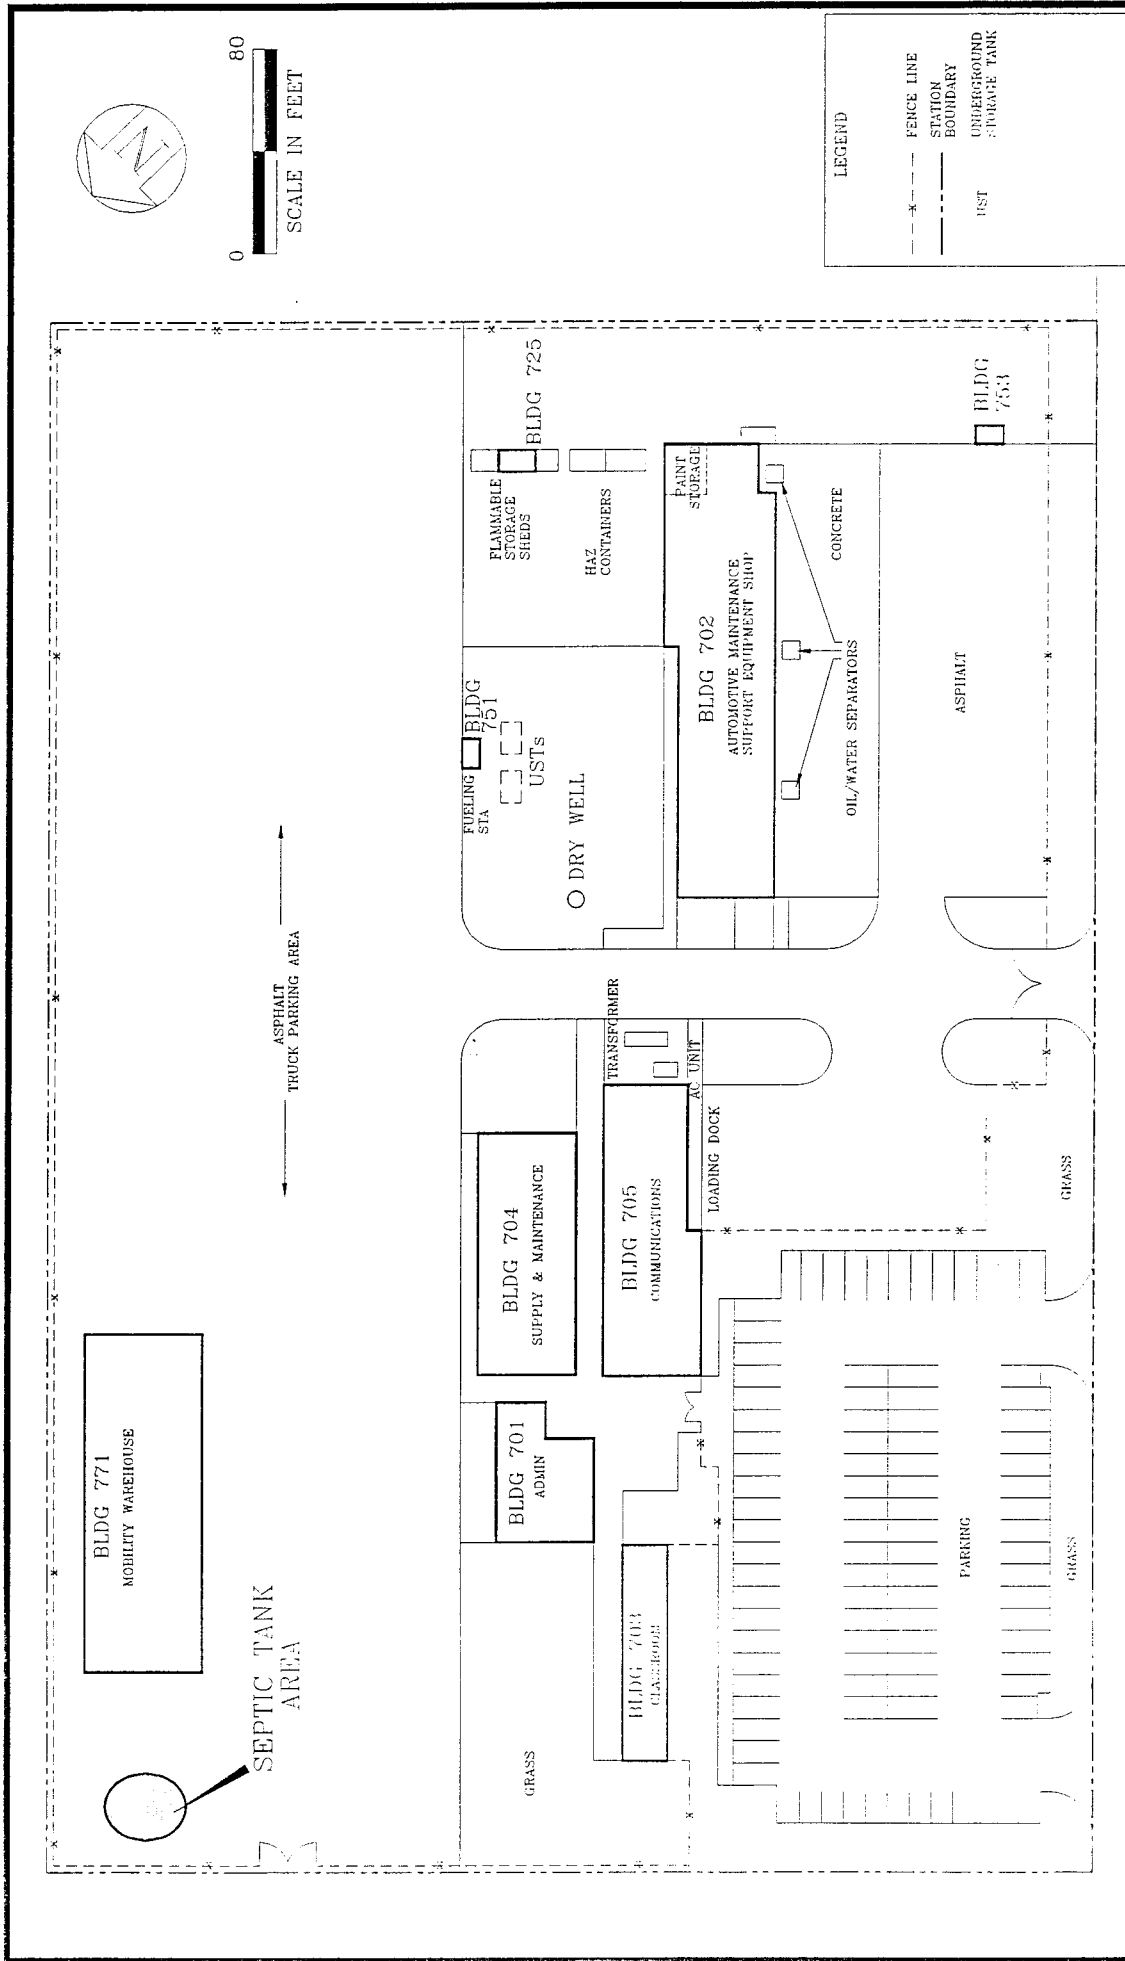 N
0
80
SCALE IN FEET
LEGEND
FENCE LINE
STATION
BOUNDARY
UST
UNDERGROUND
STORAGE TANK
BLDG 771
MOBILITY WAREHOUSE
SEPTIC TANK
AREA
ASPHALT
TRUCK PARKING AREA
GRASS
BLDG 701
ADMIN
BLDG 704
SUPPLY & MAINTENANCE
BLDG 703
CLASSROOM
BLDG 705
COMMUNICATIONS
TRANSFORMER
AC UNIT
LOADING DOCK
FUELING
STA
BLDG
751
USTs
DRY WELL
FLAMMABLE
STORAGE
SHEDS
BLDG 725
HAZ
CONTAINERS
PAINT
STORAGE
BLDG 702
AUTOMOTIVE MAINTENANCE
SUPPORT EQUIPMENT SHOP
OIL/WATER SEPARATORS
CONCRETE
ASPHALT
BLDG
753
PARKING
GRASS
GRASS